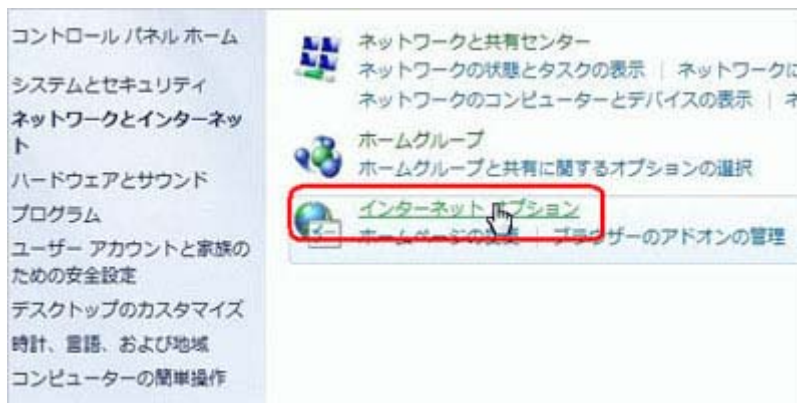 コントロール パネル ホーム
システムとセキュリティ
ネットワークとインターネッ
ト
ハードウェアとサウンド
プログラム
ユーザー アカウントと家族の
ための安全設定
デスクトップのカスタマイズ
時計、言語、および地域
コンピューターの簡単操作
ネットワークと共有センター
ネットワークの状態とタスクの表示 | ネットワークに
ネットワークのコンピューターとデバイスの表示 | ネ
ホームグループ
ホームグループと共有に関するオプションの選択
インターネット オプション
ホームページの変更 | ブラウザーのアドオンの管理